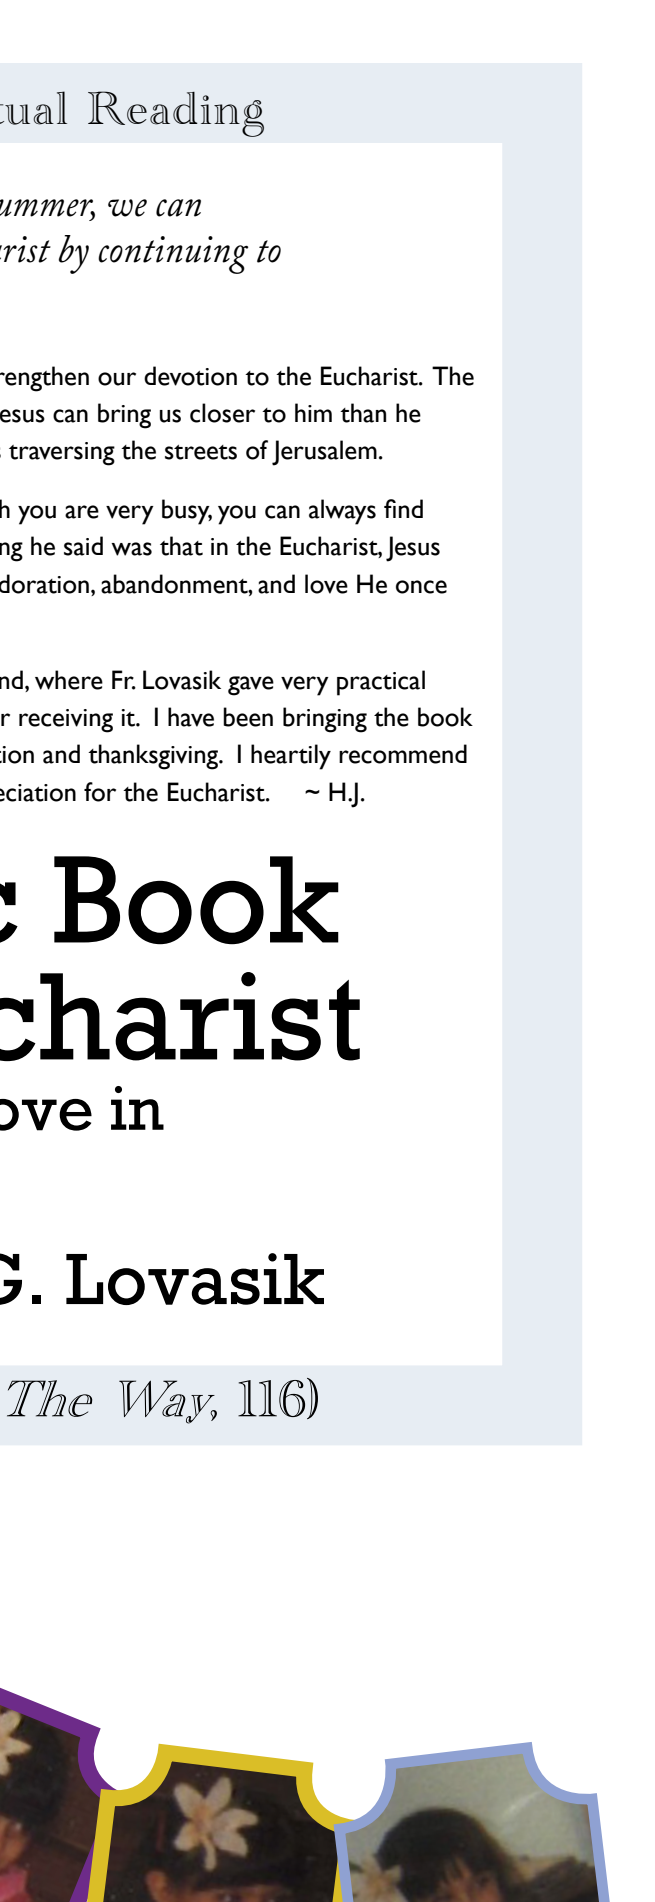 tual Reading
ummer, we can
arist by continuing to
rengthen our devotion to the Eucharist. The
esus can bring us closer to him than he
s traversing the streets of Jerusalem.
h you are very busy, you can always find
ng he said was that in the Eucharist, Jesus
doration, abandonment, and love He once
nd, where Fr. Lovasik gave very practical
r receiving it. I have been bringing the book
tion and thanksgiving. I heartily recommend
eciation for the Eucharist. ~ H.J.
c Book
charist
ove in
G. Lovasik
The Way, 116)